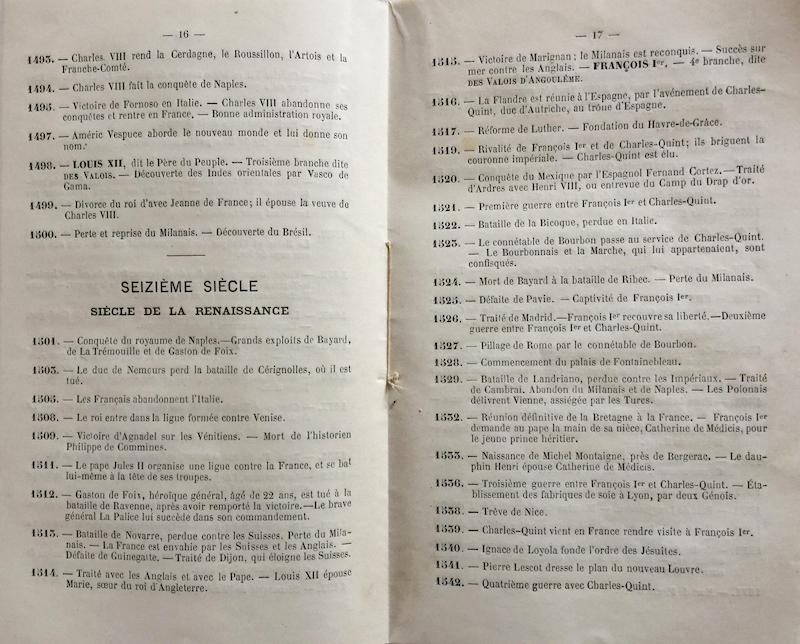 — 16 —
1493. — Charles VIII rend la Cerdagne, le Roussillon, l'Artois et la
Franche-Comté.
1494. — Charles VIII fait la conquête de Naples.
1495. — Victoire de Fornoso en Italie. — Charles VIII abandonne ses
conquêtes et rentre en France. — Bonne administration royale.
1497. — Améric Vespuce aborde le nouveau monde et lui donne son
nom.
1498. — LOUIS XII, dit le Père du Peuple. — Troisième branche dite
DES VALOIS. — Découverte des Indes orientales par Vasco de
Gama.
1499. — Divorce du roi d'avec Jeanne de France; il épouse la veuve de
Charles VIII.
1500. — Perte et reprise du Milanais. — Découverte du Brésil.
SEIZIÈME SIÈCLE
SIÈCLE DE LA RENAISSANCE
1501. — Conquête du royaume de Naples.—Grands exploits de Bayard,
de La Trémouille et de Gaston de Foix.
1503. — Le duc de Nemours perd la bataille de Cérignolles, où il est
tué.
1505. — Les Français abandonnent l'Italie.
1508. — Le roi entre dans la ligue formée contre Venise.
1509. — Victoire d'Agnadel sur les Vénitiens. — Mort de l'historien
Philippe de Commines.
1511. — Le pape Jules II organise une ligue contre la France, et se bat
lui-même à la tête de ses troupes.
1512. — Gaston de Foix, héroïque général, âgé de 22 ans, est tué à la
bataille de Ravenne, après avoir remporté la victoire.—Le brave
général La Palice lui succède dans son commandement.
1513. — Bataille de Novarre, perdue contre les Suisses. Perte du Mila-
nais. — La France est envahie par les Suisses et les Anglais. —
Défaite de Guinegatte. — Traité de Dijon, qui éloigne les Suisses.
1514. — Traité avec les Anglais et avec le Pape. — Louis XII épouse
Marie, sœur du roi d'Angleterre.
— 17 —
1515. — Victoire de Marignan; le Milanais est reconquis. — Succès sur
mer contre les Anglais. — FRANÇOIS Ier. — 4e branche, dite
DES VALOIS D'ANGOULÊME.
1516. — La Flandre est réunie à l'Espagne, par l'avénement de Charles-
Quint, duc d'Autriche, au trône d'Espagne.
1517. — Réforme de Luther. — Fondation du Havre-de-Grâce.
1519. — Rivalité de François Ier et de Charles-Quint; ils briguent la
couronne impériale. — Charles-Quint est élu.
1520. — Conquête du Mexique par l'Espagnol Fernand Cortez.—Traité
d'Ardres avec Henri VIII, ou entrevue du Camp du Drap d'or.
1521. — Première guerre entre François Ier et Charles-Quint.
1522. — Bataille de la Bicoque, perdue en Italie.
1523. — Le connétable de Bourbon passe au service de Charles-Quint.
— Le Bourbonnais et la Marche, qui lui appartenaient, sont
confisqués.
1524. — Mort de Bayard à la bataille de Ribec. — Perte du Milanais.
1525. — Défaite de Pavie. — Captivité de François Ier.
1526. — Traité de Madrid.—François Ier recouvre sa liberté.—Deuxième
guerre entre François Ier et Charles-Quint.
1527. — Pillage de Rome par le connétable de Bourbon.
1528. — Commencement du palais de Fontainebleau.
1529. — Bataille de Landriano, perdue contre les Impériaux. — Traité
de Cambrai. Abandon du Milanais et de Naples. — Les Polonais
délivrent Vienne, assiégée par les Turcs.
1532. — Réunion définitive de la Bretagne à la France. — François Ier
demande au pape la main de sa nièce, Catherine de Médicis, pour
le jeune prince héritier.
1533. — Naissance de Michel Montaigne, près de Bergerac. — Le dau-
phin Henri épouse Catherine de Médicis.
1536. — Troisième guerre entre François Ier et Charles-Quint. — Éta-
blissement des fabriques de soie à Lyon, par deux Génois.
1538. — Trêve de Nice.
1539. — Charles-Quint vient en France rendre visite à François Ier.
1540. — Ignace de Loyola fonde l'ordre des Jésuites.
1541. — Pierre Lescot dresse le plan du nouveau Louvre.
1542. — Quatrième guerre avec Charles-Quint.